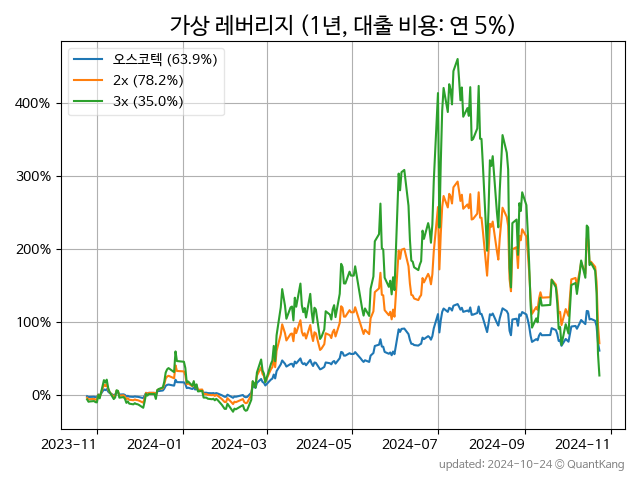 가상 레버리지 (1년, 대출 비용: 연 5%)
오스코텍 (63.9%)
2x (78.2%)
3x (35.0%)
400%
300%
200%
100%
0%
2023-11 2024-01 2024-03 2024-05 2024-07 2024-09 2024-11
updated: 2024-10-24 © QuantKang